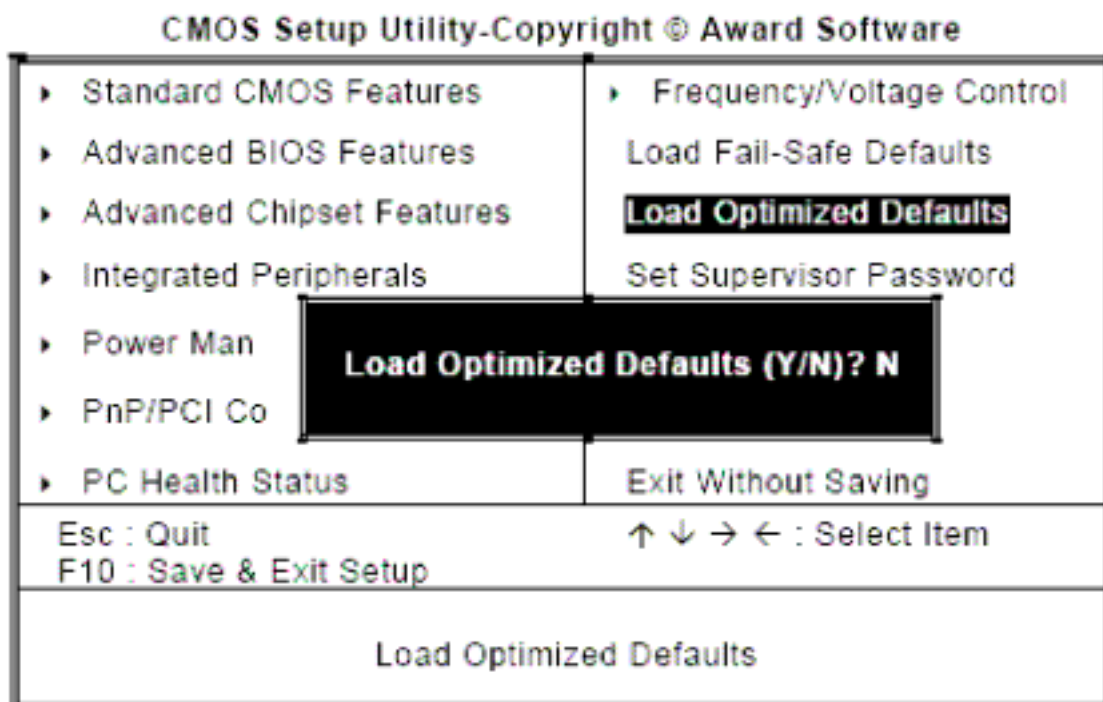 CMOS Setup Utility-Copyright © Award Software
Standard CMOS Features
Advanced BIOS Features
Advanced Chipset Features
Integrated Peripherals
Power Man
PnP/PCI Co
PC Health Status
Frequency/Voltage Control
Load Fail-Safe Defaults
Load Optimized Defaults
Set Supervisor Password
Load Optimized Defaults (Y/N)? N
Exit Without Saving
Esc : Quit
F10 : Save & Exit Setup
↑ ↓ → ← : Select Item
Load Optimized Defaults